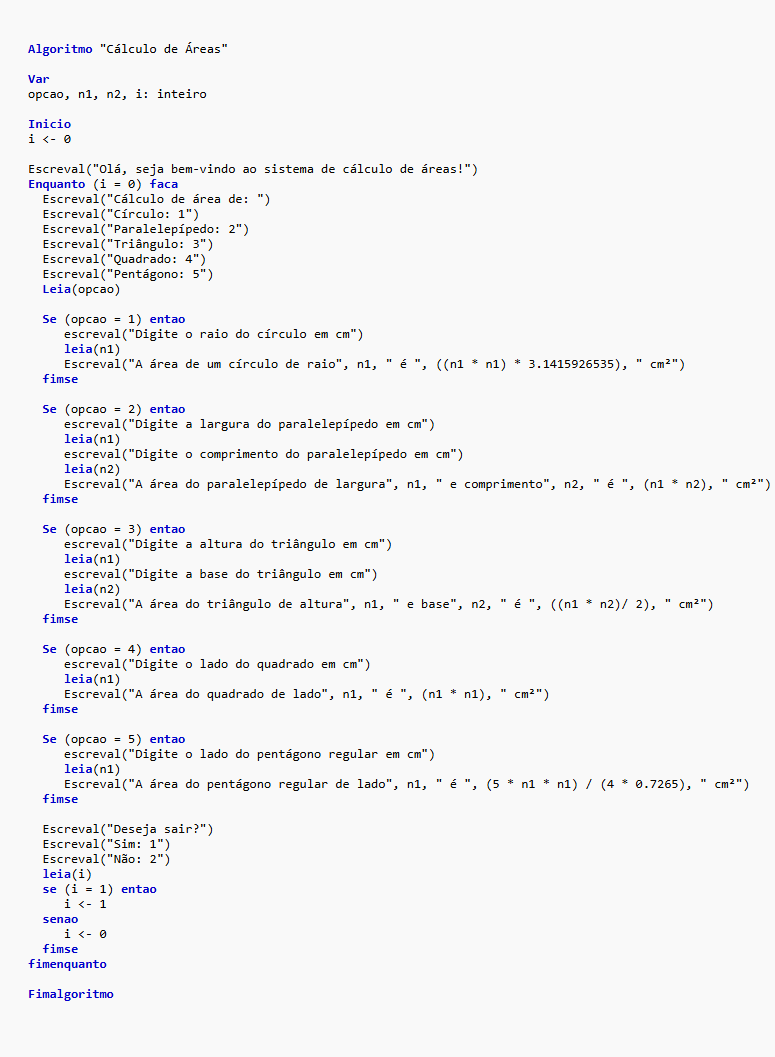 Algoritmo "Cálculo de Áreas"
Var
opcao, n1, n2, i: inteiro
Inicio
i <- 0
Escreval("Olá, seja bem-vindo ao sistema de cálculo de áreas!")
Enquanto (i = 0) faca
Escreval("Cálculo de área de: ")
Escreval("Círculo: 1")
Escreval("Paralelepípedo: 2")
Escreval("Triângulo: 3")
Escreval("Quadrado: 4")
Escreval("Pentágono: 5")
Leia(opcao)
Se (opcao = 1) entao
escreval("Digite o raio do círculo em cm")
leia(n1)
Escreval("A área de um círculo de raio", n1, " é ", ((n1 * n1) * 3.1415926535), " cm²")
fimse
Se (opcao = 2) entao
escreval("Digite a largura do paralelepípedo em cm")
leia(n1)
escreval("Digite o comprimento do paralelepípedo em cm")
leia(n2)
Escreval("A área do paralelepípedo de largura", n1, " e comprimento", n2, " é ", (n1 * n2), " cm²")
fimse
Se (opcao = 3) entao
escreval("Digite a altura do triângulo em cm")
leia(n1)
escreval("Digite a base do triângulo em cm")
leia(n2)
Escreval("A área do triângulo de altura", n1, " e base", n2, " é ", ((n1 * n2)/ 2), " cm²")
fimse
Se (opcao = 4) entao
escreval("Digite o lado do quadrado em cm")
leia(n1)
Escreval("A área do quadrado de lado", n1, " é ", (n1 * n1), " cm²")
fimse
Se (opcao = 5) entao
escreval("Digite o lado do pentágono regular em cm")
leia(n1)
Escreval("A área do pentágono regular de lado", n1, " é ", (5 * n1 * n1) / (4 * 0.7265), " cm²")
fimse
Escreval("Deseja sair?")
Escreval("Sim: 1")
Escreval("Não: 2")
leia(i)
se (i = 1) entao
i <- 1
senao
i <- 0
fimse
fimenquanto
Fimalgoritmo